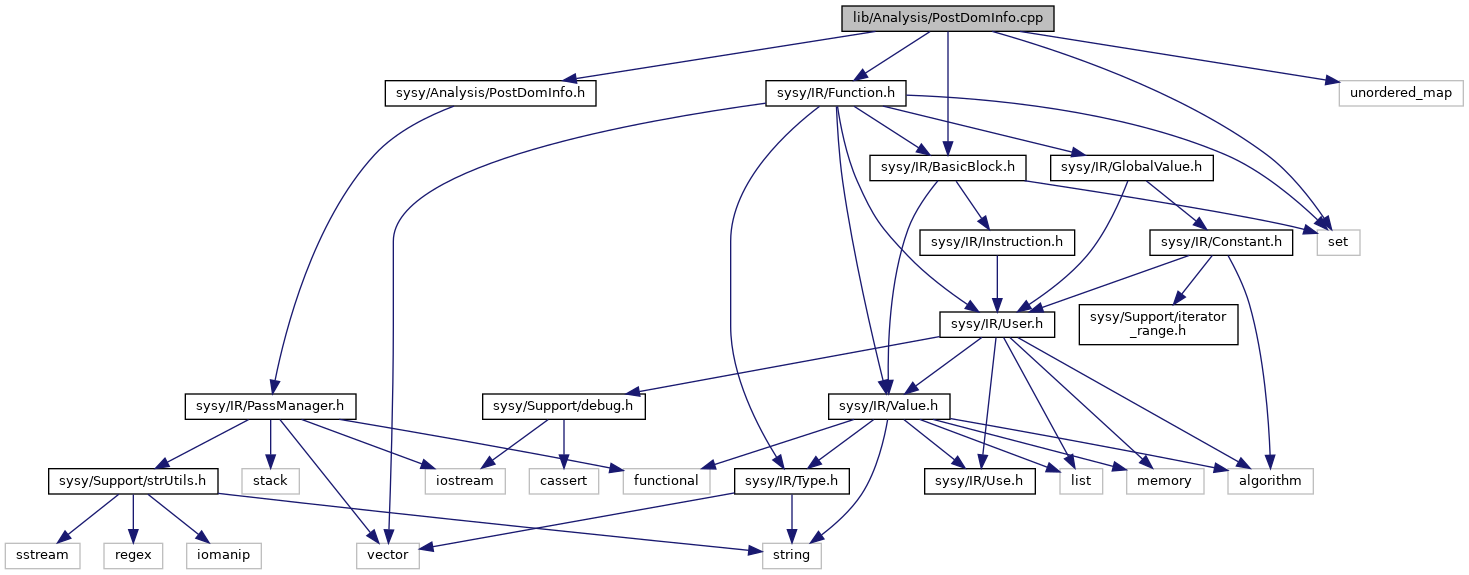 lib/Analysis/PostDomInfo.cpp
sysy/Analysis/PostDomInfo.h
sysy/IR/Function.h
unordered_map
sysy/IR/BasicBlock.h
sysy/IR/GlobalValue.h
sysy/IR/Instruction.h
sysy/IR/Constant.h
set
sysy/IR/User.h
sysy/Support/iterator
_range.h
sysy/IR/PassManager.h
sysy/Support/debug.h
sysy/IR/Value.h
sysy/Support/strUtils.h
stack
iostream
cassert
functional
sysy/IR/Type.h
sysy/IR/Use.h
list
memory
algorithm
sstream
regex
iomanip
vector
string